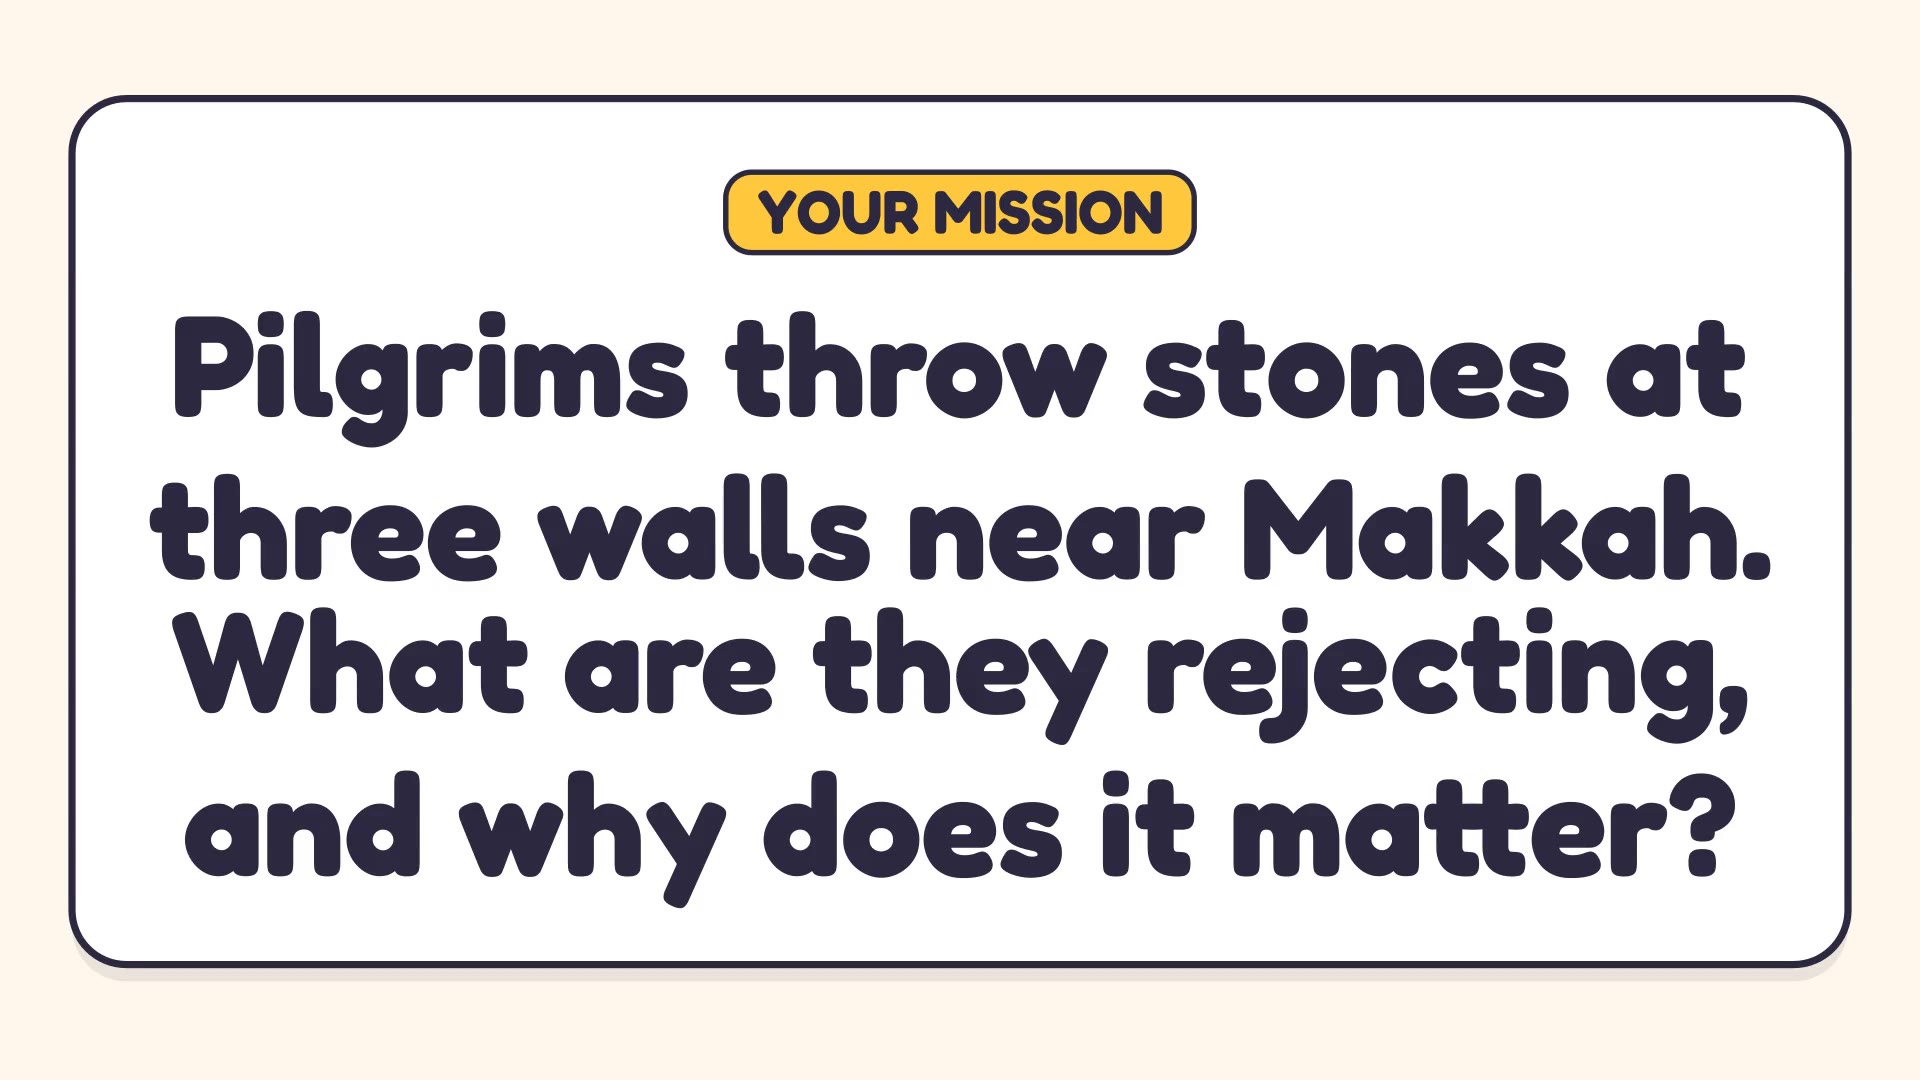 YOUR MISSION
Pilgrims throw stones at
three walls near Makkah.
What are they rejecting,
and why does it matter?